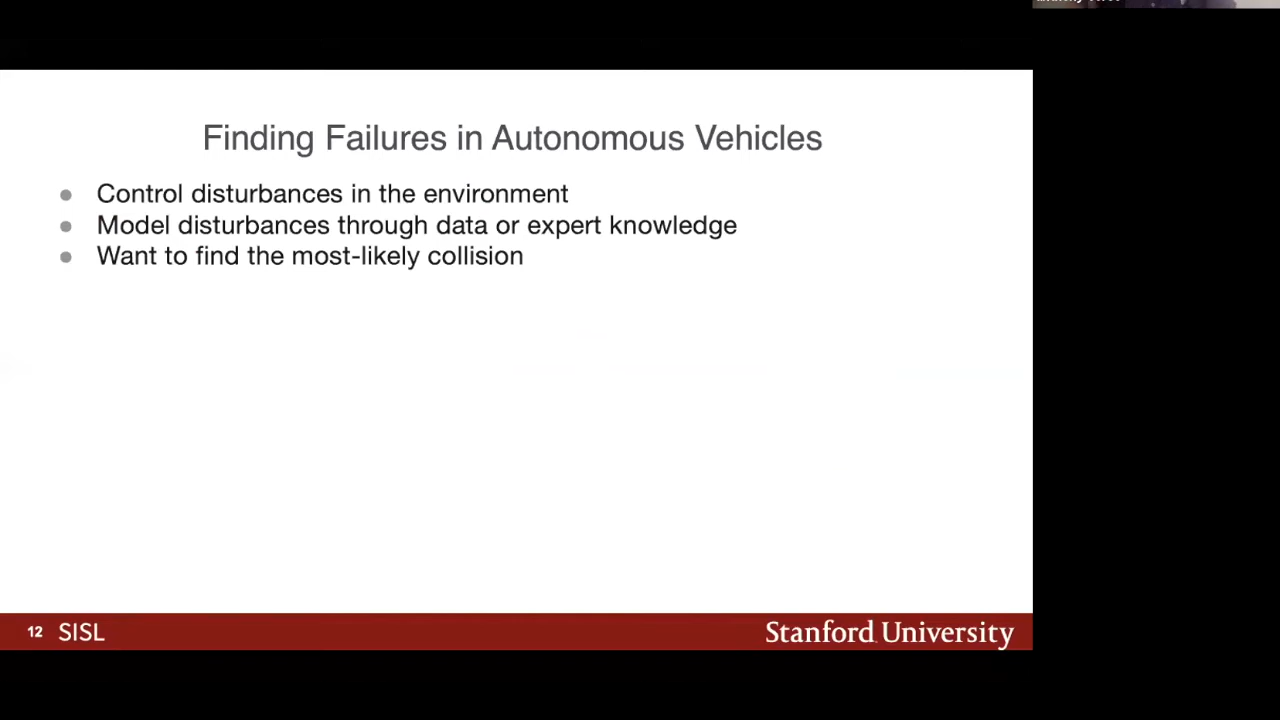 Finding Failures in Autonomous Vehicles
● Control disturbances in the environment
● Model disturbances through data or expert knowledge
● Want to find the most-likely collision
12 SISL
Stanford University